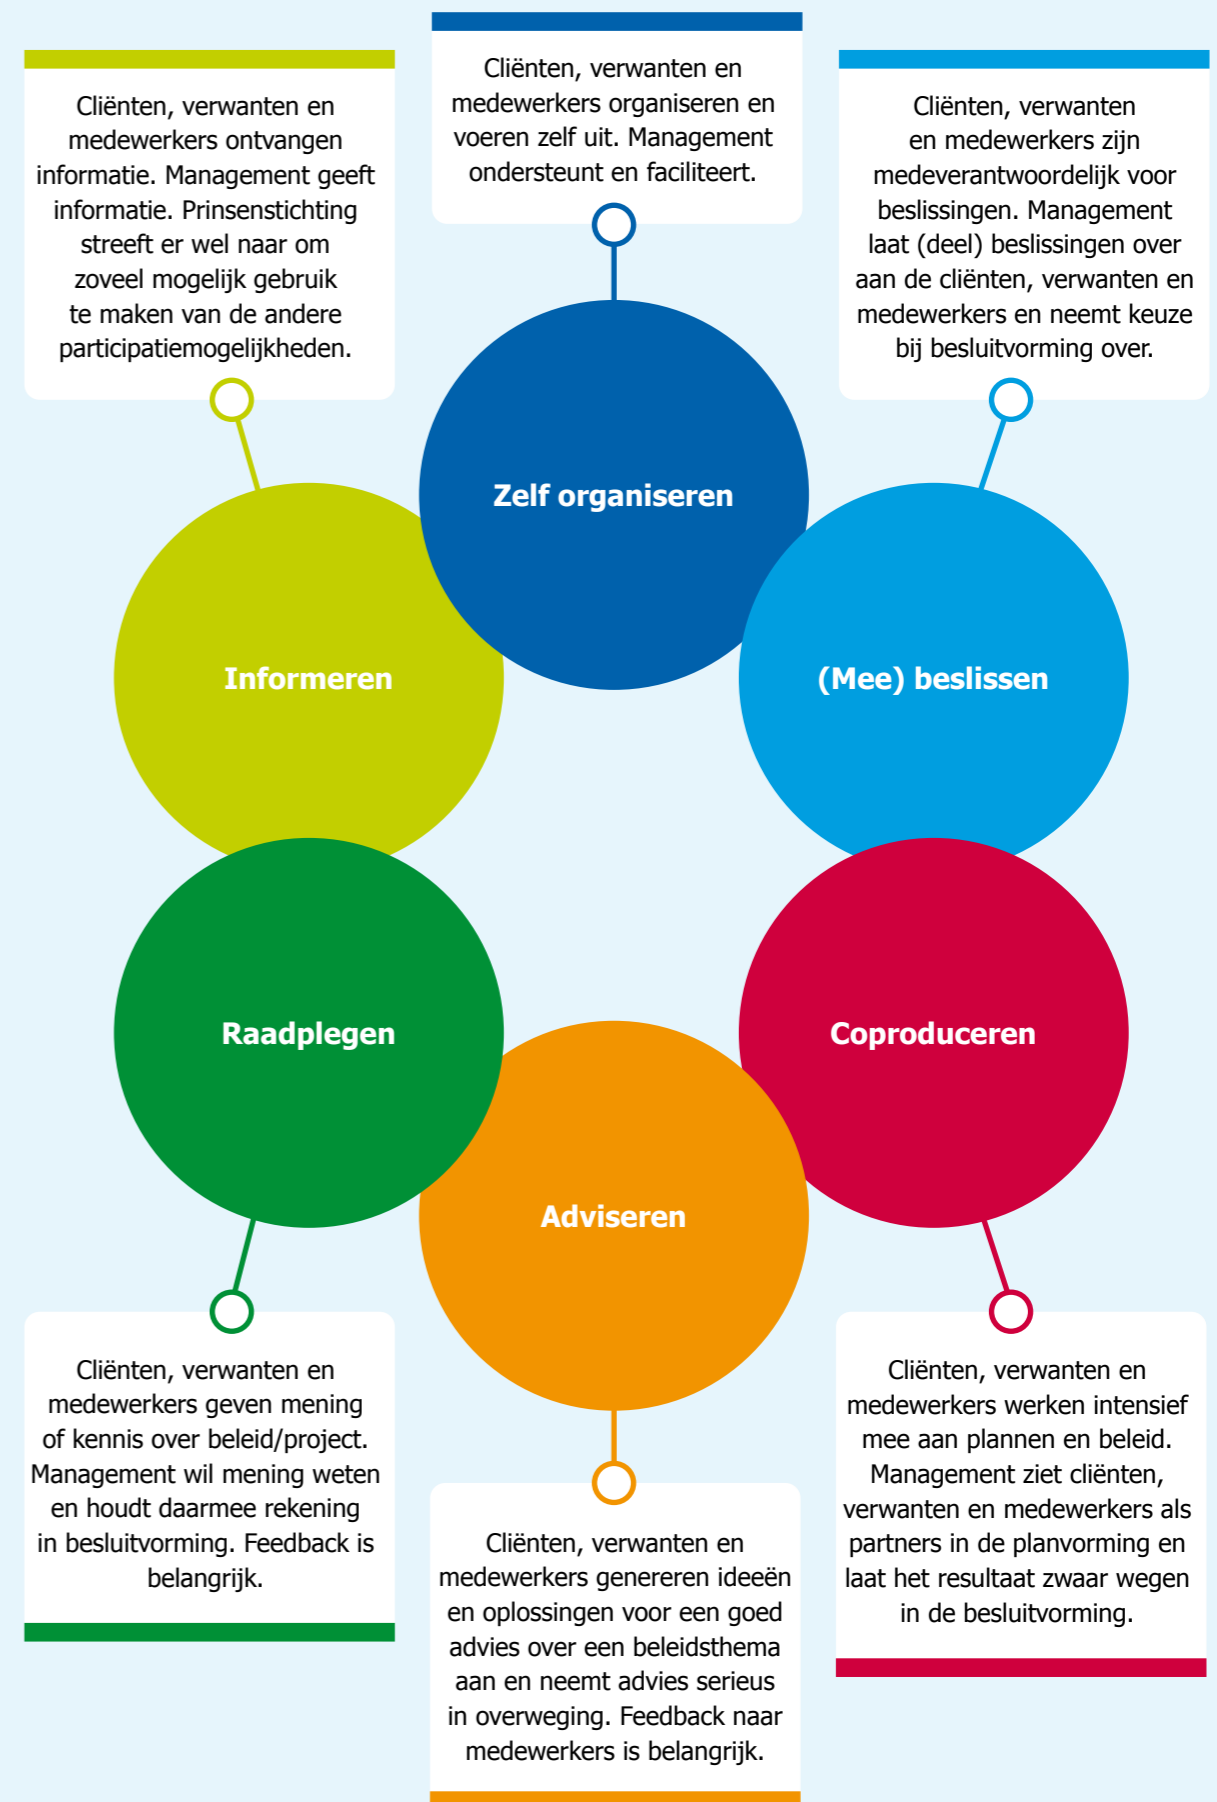 Cliënten, verwanten en
medewerkers ontvangen
informatie. Management geeft
informatie. Prinsenstichting
streeft er wel naar om
zoveel mogelijk gebruik
te maken van de andere
participatiemogelijkheden.
Cliënten, verwanten en
medewerkers organiseren en
voeren zelf uit. Management
ondersteunt en faciliteert.
Cliënten, verwanten
en medewerkers zijn
medeverantwoordelijk voor
beslissingen. Management
laat (deel) beslissingen over
aan de cliënten, verwanten en
medewerkers en neemt keuze
bij besluitvorming over.
Zelf organiseren
Informeren
(Mee) beslissen
Raadplegen
Coproduceren
Adviseren
Cliënten, verwanten en
medewerkers geven mening
of kennis over beleid/project.
Management wil mening weten
en houdt daarmee rekening
in besluitvorming. Feedback is
belangrijk.
Cliënten, verwanten en
medewerkers genereren ideeën
en oplossingen voor een goed
advies over een beleidsthema
aan en neemt advies serieus
in overweging. Feedback naar
medewerkers is belangrijk.
Cliënten, verwanten en
medewerkers werken intensief
mee aan plannen en beleid.
Management ziet cliënten,
verwanten en medewerkers als
partners in de planvorming en
laat het resultaat zwaar wegen
in de besluitvorming.